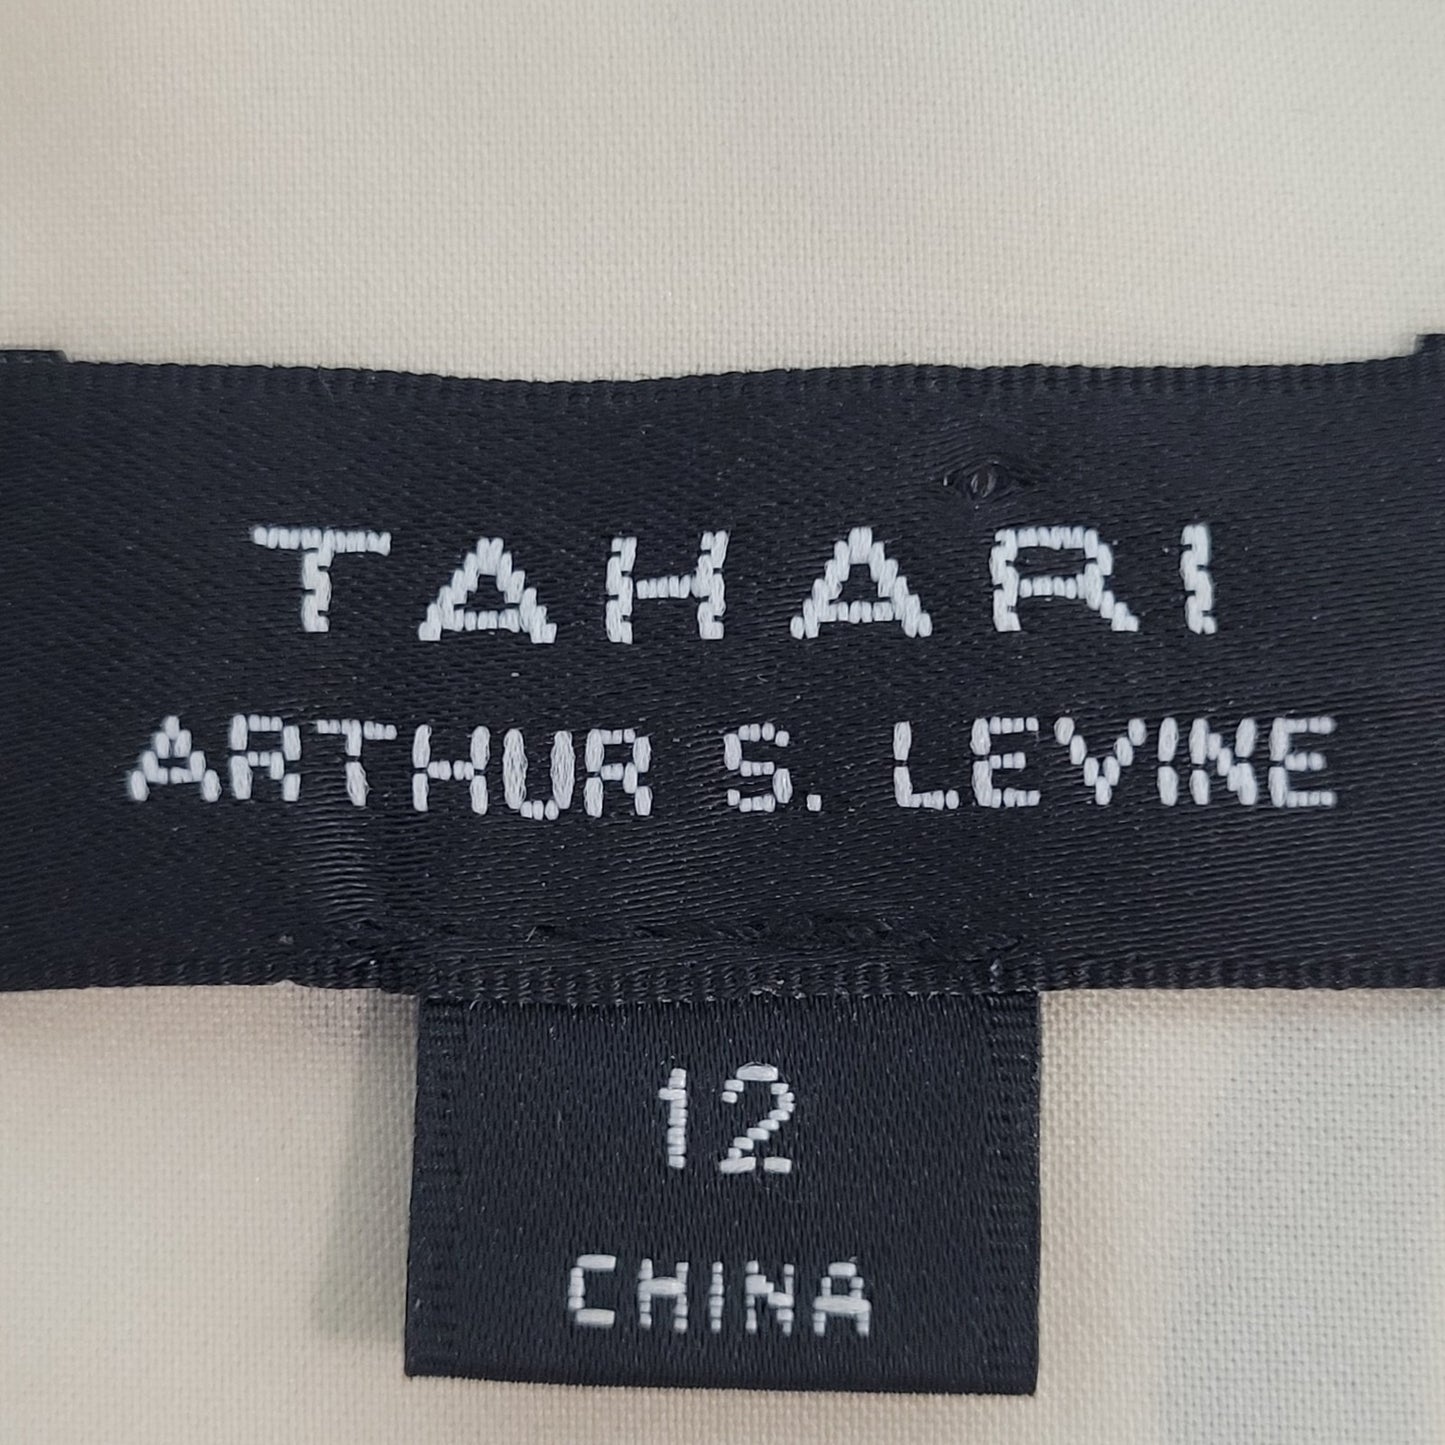 TAHARI
ARTHUR S. LEVINE
12
CHINA